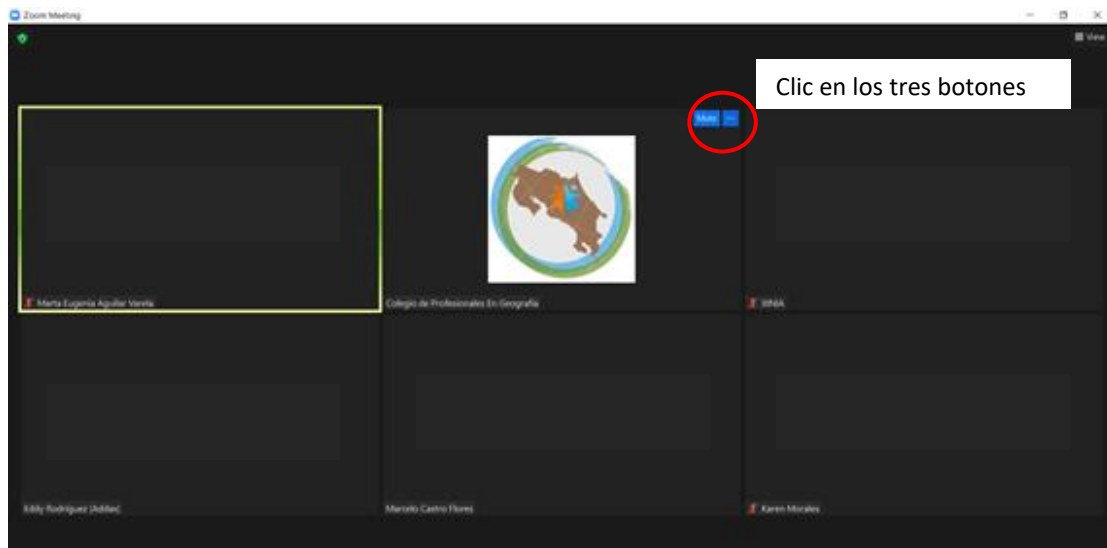 Zoom Meeting
View
Clic en los tres botones
Mute ...
Marta Eugenia Aguilar Varela
Colegio de Profesionales En Geografía
XINIA
Eddy Rodríguez (Adilac)
Marcelo Castro Flores
Karen Morales